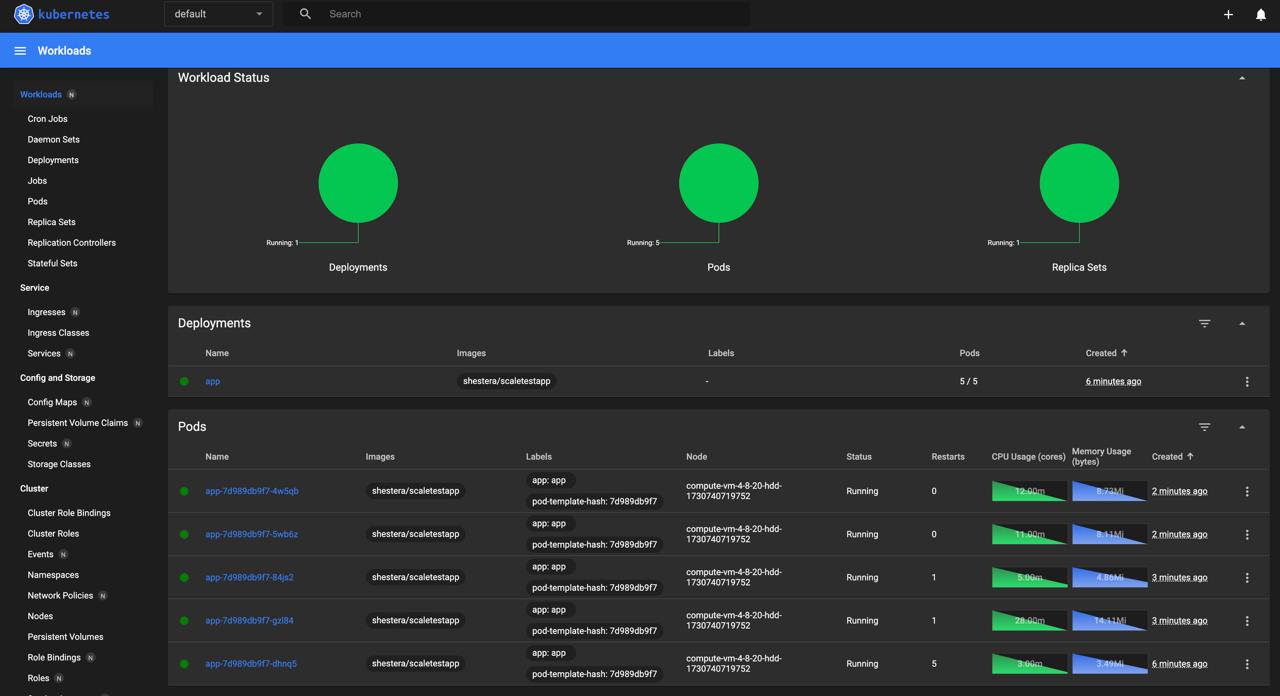 kubernetes
default
Search
Workloads
Workloads N
Cron Jobs
Daemon Sets
Deployments
Jobs
Pods
Replica Sets
Replication Controllers
Stateful Sets
Service
Ingresses N
Ingress Classes
Services N
Config and Storage
Config Maps N
Persistent Volume Claims N
Secrets N
Storage Classes
Cluster
Cluster Role Bindings
Cluster Roles
Events N
Namespaces
Network Policies N
Nodes
Persistent Volumes
Role Bindings N
Roles N
Workload Status
Running: 1
Deployments
Running: 5
Pods
Running: 1
Replica Sets
Deployments
Name Images Labels Pods Created
app shestera/scaletestapp - 5 / 5 6 minutes ago
Pods
Name Images Labels Node Status Restarts CPU Usage (cores) Memory Usage (bytes) Created
app-7d989db9f7-4w5qb shestera/scaletestapp app: app
pod-template-hash: 7d989db9f7 compute-vm-4-8-20-hdd-
1730740719752 Running 0 12.00m 8.73Mi 2 minutes ago
app-7d989db9f7-5wb6z shestera/scaletestapp app: app
pod-template-hash: 7d989db9f7 compute-vm-4-8-20-hdd-
1730740719752 Running 0 11.00m 8.11Mi 2 minutes ago
app-7d989db9f7-84js2 shestera/scaletestapp app: app
pod-template-hash: 7d989db9f7 compute-vm-4-8-20-hdd-
1730740719752 Running 1 5.00m 4.86Mi 3 minutes ago
app-7d989db9f7-gzl84 shestera/scaletestapp app: app
pod-template-hash: 7d989db9f7 compute-vm-4-8-20-hdd-
1730740719752 Running 1 28.00m 14.11Mi 3 minutes ago
app-7d989db9f7-dhnq5 shestera/scaletestapp app: app
pod-template-hash: 7d989db9f7 compute-vm-4-8-20-hdd-
1730740719752 Running 5 3.00m 3.49Mi 6 minutes ago